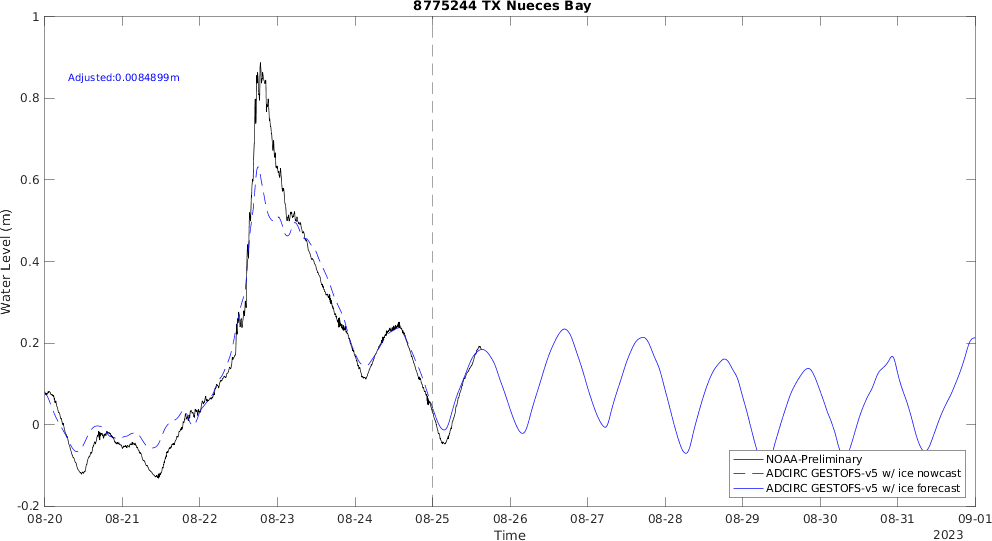 8775244 TX Nueces Bay
Adjusted:0.0084899m
Water Level (m)
1
0.8
0.6
0.4
0.2
0
-0.2
08-20 08-21 08-22 08-23 08-24 08-25 08-26 08-27 08-28 08-29 08-30 08-31 09-01
Time
2023
NOAA-Preliminary
ADCIRC GESTOFS-v5 w/ ice nowcast
ADCIRC GESTOFS-v5 w/ ice forecast